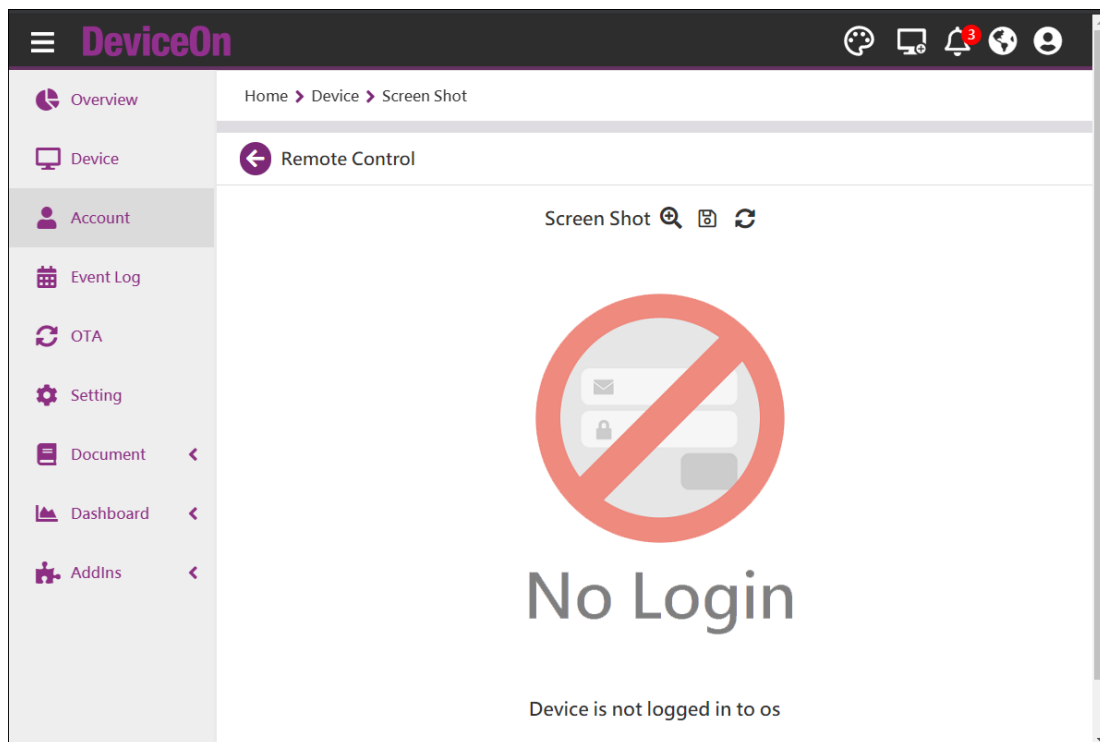 DeviceOn
3
Overview
Device
Account
Event Log
OTA
Setting
Document
Dashboard
AddIns
Home > Device > Screen Shot
Remote Control
Screen Shot
No Login
Device is not logged in to os